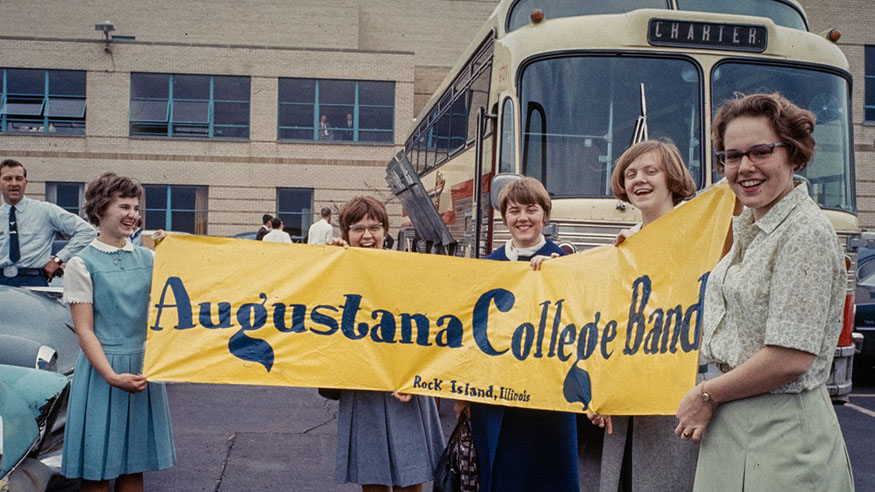 CHARTER
Augustana College Band
Rock Island, Illinois